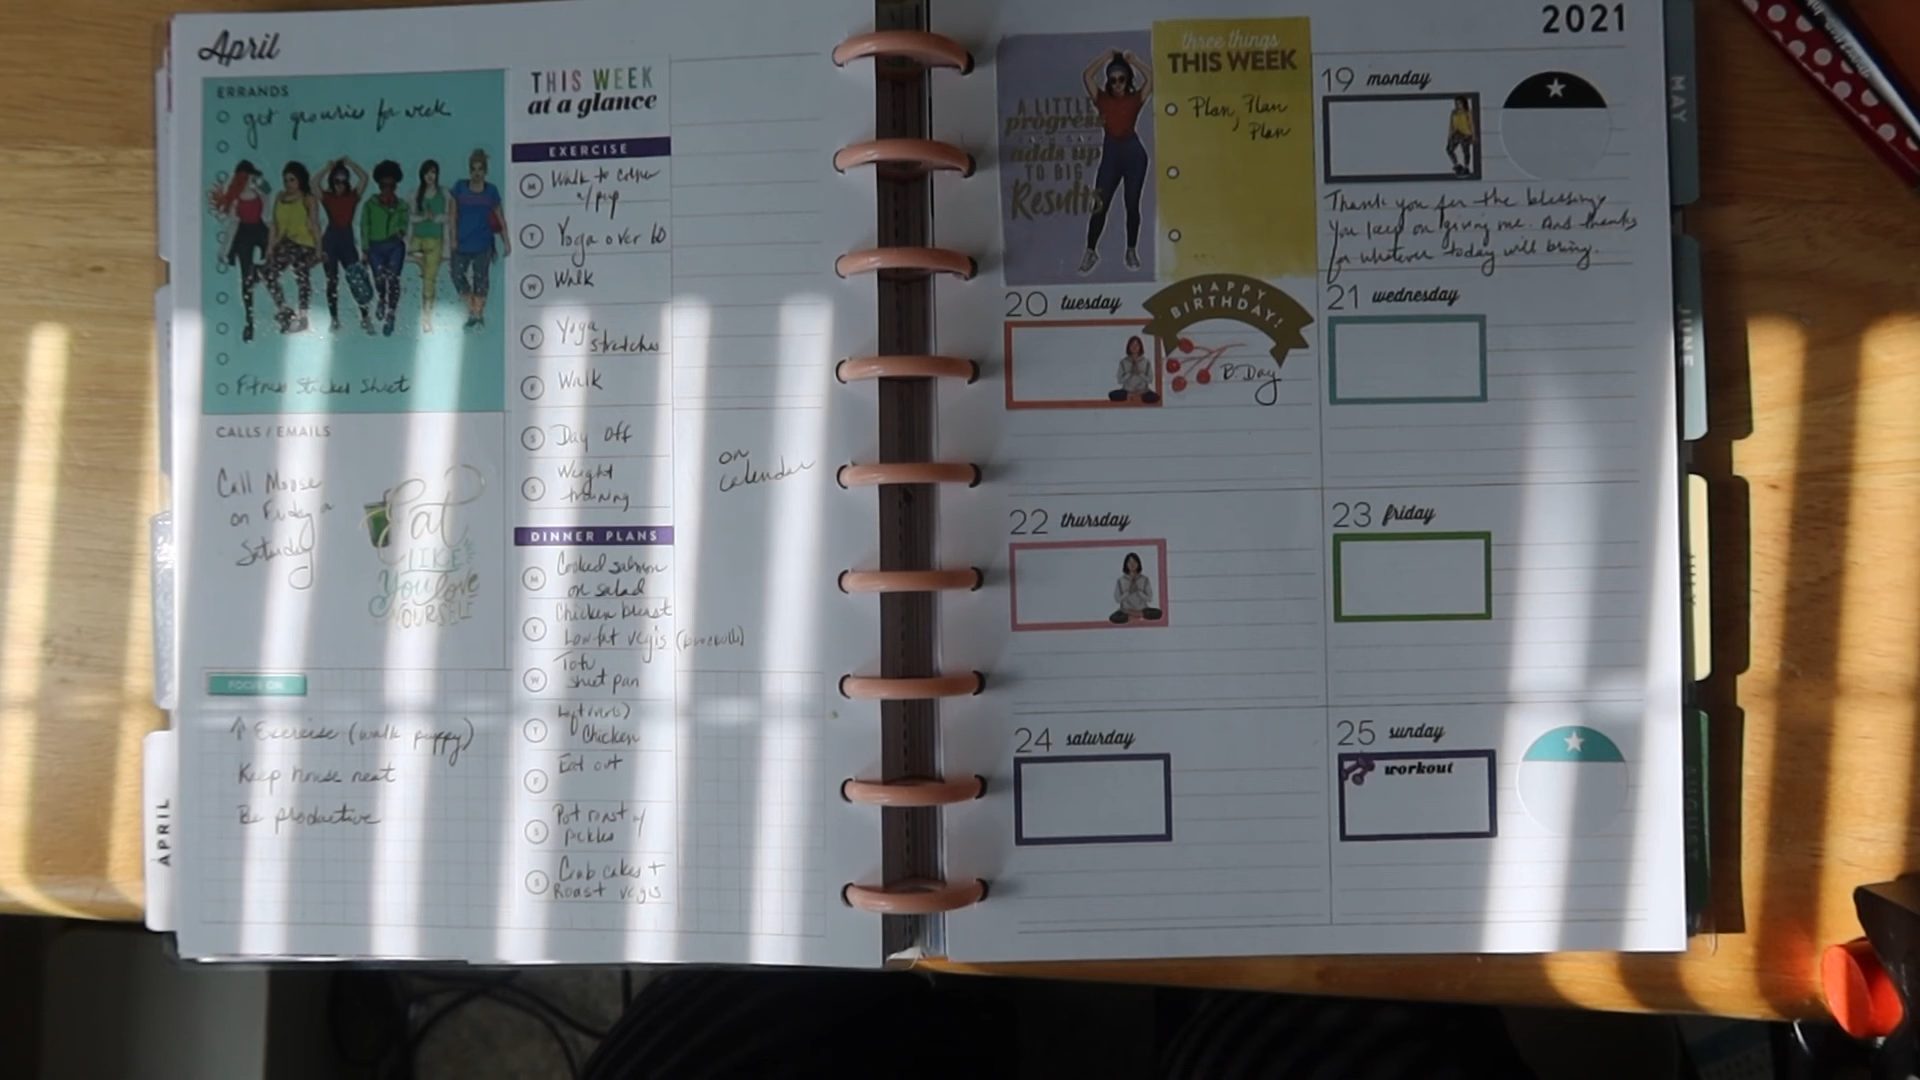 April
ERRANDS
get groceries for week
Fitness Sticker Sheet
CALLS / EMAILS
Call Moose
on Friday
Saturday
Eat
LIKE
You love
YOURSELF
FOCUS ON
↑ Exercise (walk puppy)
Keep house neat
Be productive
APRIL
THIS WEEK
at a glance
EXERCISE
M Walk to
w/ pup
T Yoga over 60
W Walk
T Yoga
stretches
F Walk
S Day Off
S Weight
training
DINNER PLANS
M Cooked salmon
on salad
T Chicken breast
Low-fat vegis (broccoli)
W Tofu
sheet pan
T
Chicken
F Eat out
S Pot roast w/
pickles
S Crab cakes +
Roast vegis
on
calendar
2021
A LITTLE
progress
adds up
TO BIG
Results
three things
THIS WEEK
Plan, Plan
Plan
19 monday
Thank you for the blessings
You keep on giving me. And thanks
for whatever today will bring.
20 tuesday
HAPPY
BIRTHDAY!
B-Day
21 wednesday
22 thursday
23 friday
24 saturday
25 sunday
workout
MAY
JUNE
JULY
AUGUST